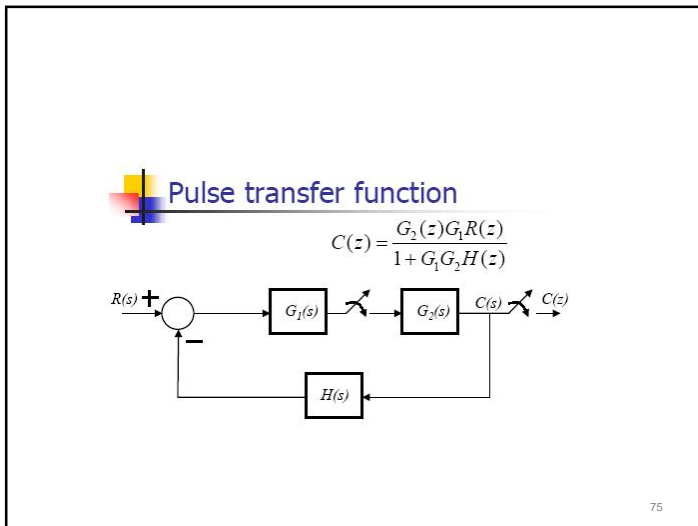 Pulse transfer function
C(z) = G₂(z)G₁R(z) / 1 + G₁G₂H(z)
R(s) + G₁(s) G₂(s) C(s) C(z)
−
H(s)
75